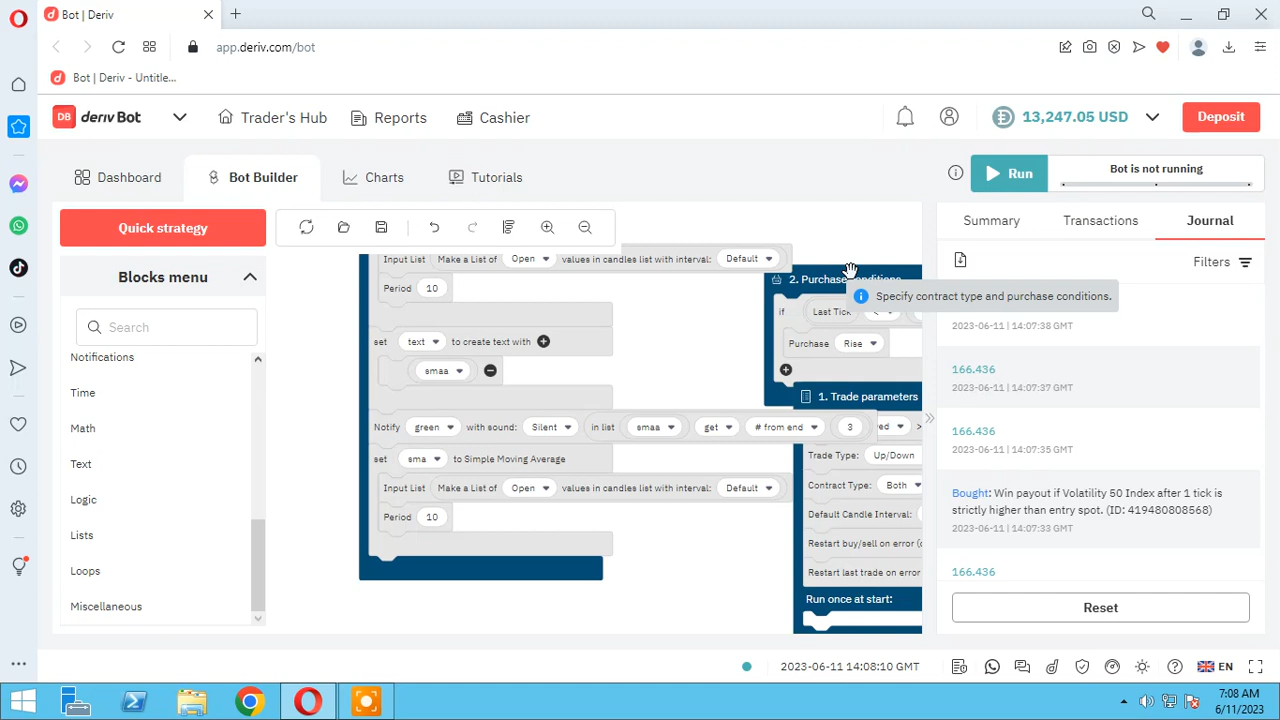 Bot | Deriv
app.deriv.com/bot
Bot | Deriv - Untitle...
DB deriv Bot
Trader's Hub
Reports
Cashier
13,247.05 USD
Deposit
Dashboard
Bot Builder
Charts
Tutorials
Run
Bot is not running
Quick strategy
Summary
Transactions
Journal
Blocks menu
Search
Notifications
Time
Math
Text
Logic
Lists
Loops
Miscellaneous
Input List Make a List of Open values in candles list with interval: Default
Period 10
set text to create text with
smaa
Notify green with sound: Silent in list smaa get # from end 3
set sma to Simple Moving Average
Input List Make a List of Open values in candles list with interval: Default
Period 10
2. Purchase conditions
Specify contract type and purchase conditions.
if Last Tick <
Purchase Rise
1. Trade parameters
Trade Type: Up/Down
Contract Type: Both
Default Candle Interval:
Restart buy/sell on error (
Restart last trade on error
Run once at start:
Filters
2023-06-11 | 14:07:38 GMT
166.436
2023-06-11 | 14:07:37 GMT
166.436
2023-06-11 | 14:07:35 GMT
Bought: Win payout if Volatility 50 Index after 1 tick is
strictly higher than entry spot. (ID: 419480808568)
2023-06-11 | 14:07:33 GMT
166.436
Reset
2023-06-11 14:08:10 GMT
EN
7:08 AM
6/11/2023